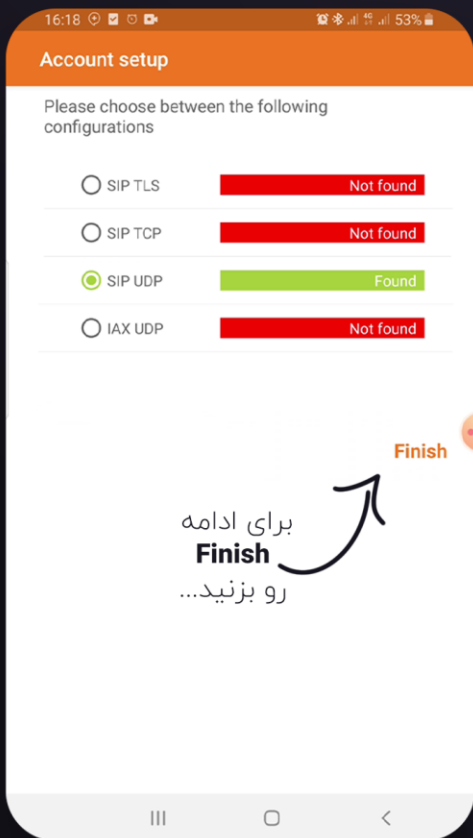 16:18
53%
Account setup
Please choose between the following
configurations
SIP TLS Not found
SIP TCP Not found
SIP UDP Found
IAX UDP Not found
Finish
برای ادامه
Finish
رو بزنید...